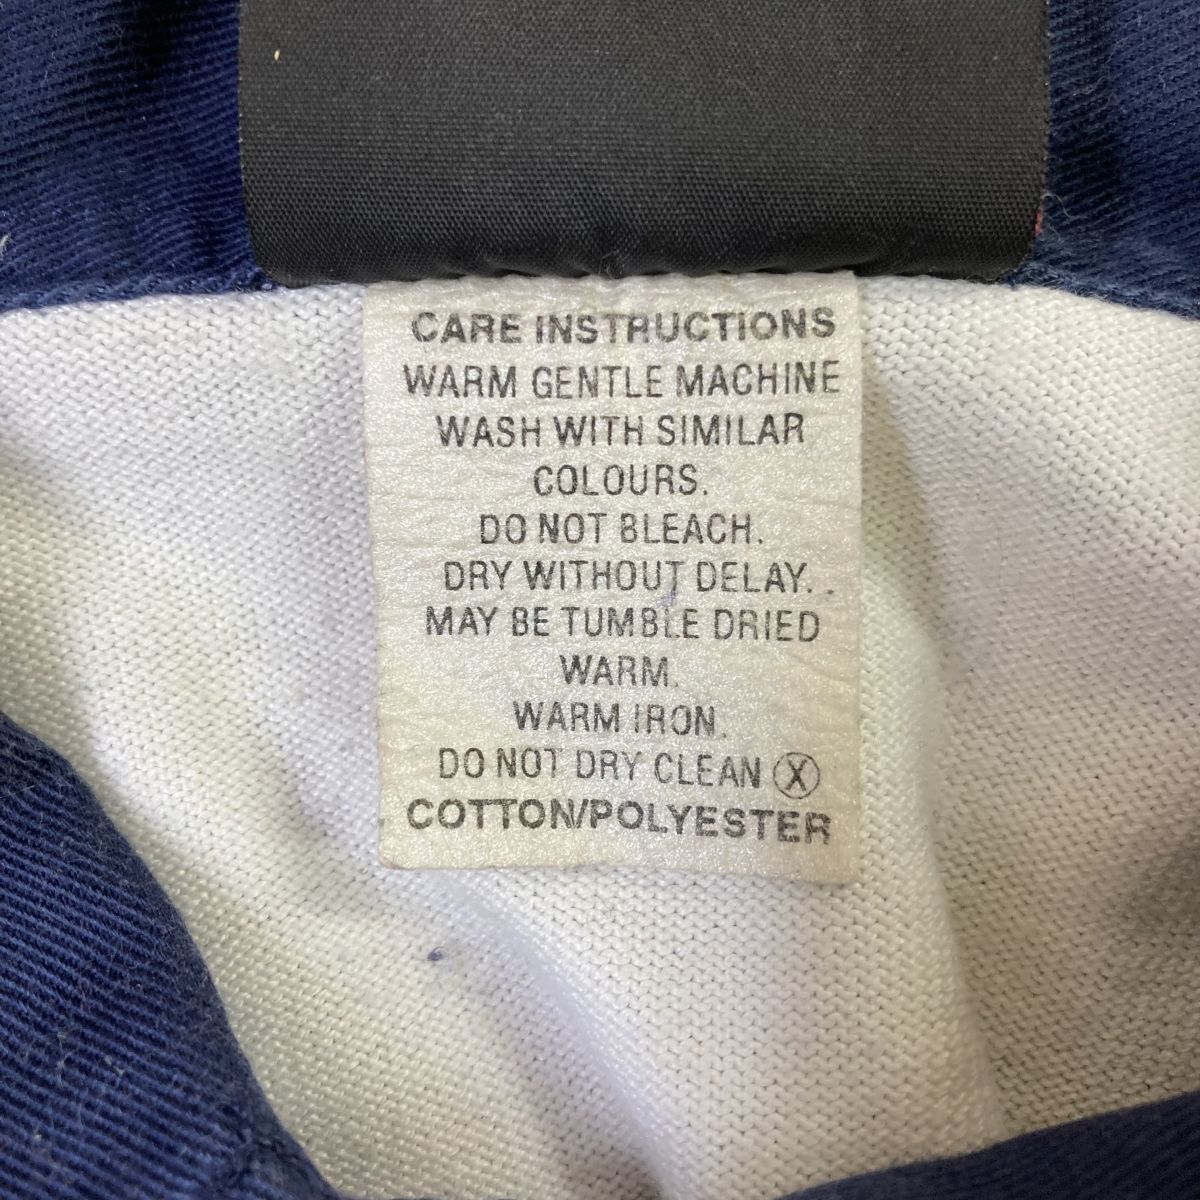 CARE INSTRUCTIONS
WARM GENTLE MACHINE
WASH WITH SIMILAR
COLOURS.
DO NOT BLEACH.
DRY WITHOUT DELAY.
MAY BE TUMBLE DRIED
WARM.
WARM IRON.
DO NOT DRY CLEAN Ⓧ
COTTON/POLYESTER